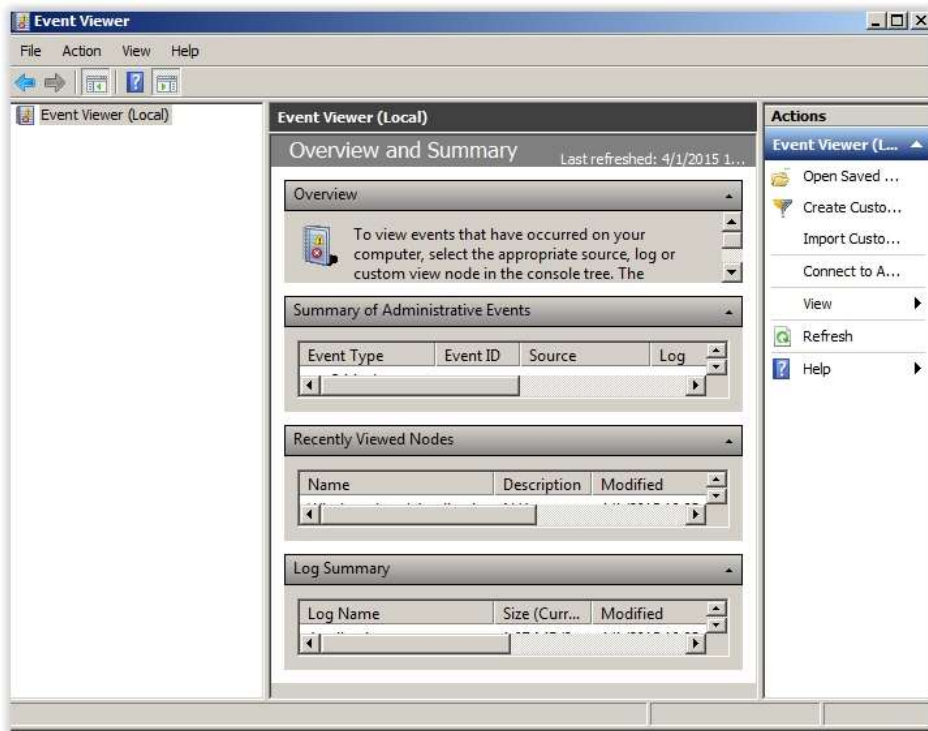 Event Viewer
File Action View Help
Event Viewer (Local)
Event Viewer (Local)
Overview and Summary Last refreshed: 4/1/2015 1...
Overview
To view events that have occurred on your
computer, select the appropriate source, log or
custom view node in the console tree. The
Summary of Administrative Events
Event Type Event ID Source Log
Recently Viewed Nodes
Name Description Modified
Log Summary
Log Name Size (Curr... Modified
Actions
Event Viewer (L...
Open Saved ...
Create Custo...
Import Custo...
Connect to A...
View
Refresh
Help